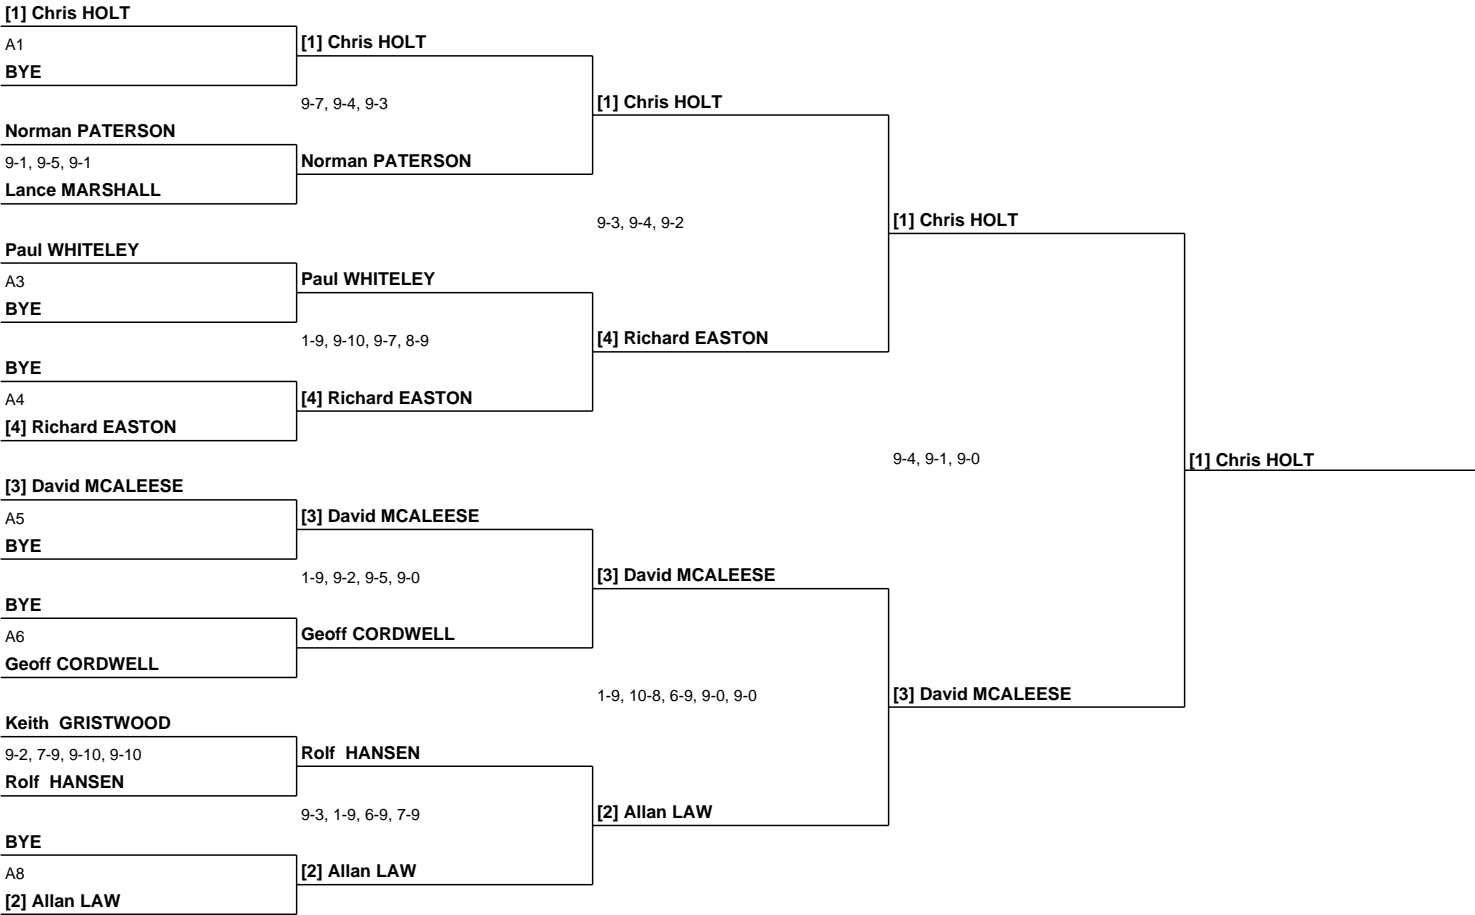 [1] Chris HOLT
A1
BYE
Norman PATERSON
9-1, 9-5, 9-1
Lance MARSHALL
Paul WHITELEY
A3
BYE
BYE
A4
[4] Richard EASTON
[3] David MCALEESE
A5
BYE
BYE
A6
Geoff CORDWELL
Keith  GRISTWOOD
9-2, 7-9, 9-10, 9-10
Rolf  HANSEN
BYE
A8
[2] Allan LAW
[1] Chris HOLT
9-7, 9-4, 9-3
Norman PATERSON
Paul WHITELEY
1-9, 9-10, 9-7, 8-9
[4] Richard EASTON
[3] David MCALEESE
1-9, 9-2, 9-5, 9-0
Geoff CORDWELL
Rolf  HANSEN
9-3, 1-9, 6-9, 7-9
[2] Allan LAW
[1] Chris HOLT
9-3, 9-4, 9-2
[4] Richard EASTON
[3] David MCALEESE
1-9, 10-8, 6-9, 9-0, 9-0
[2] Allan LAW
[1] Chris HOLT
9-4, 9-1, 9-0
[3] David MCALEESE
[1] Chris HOLT